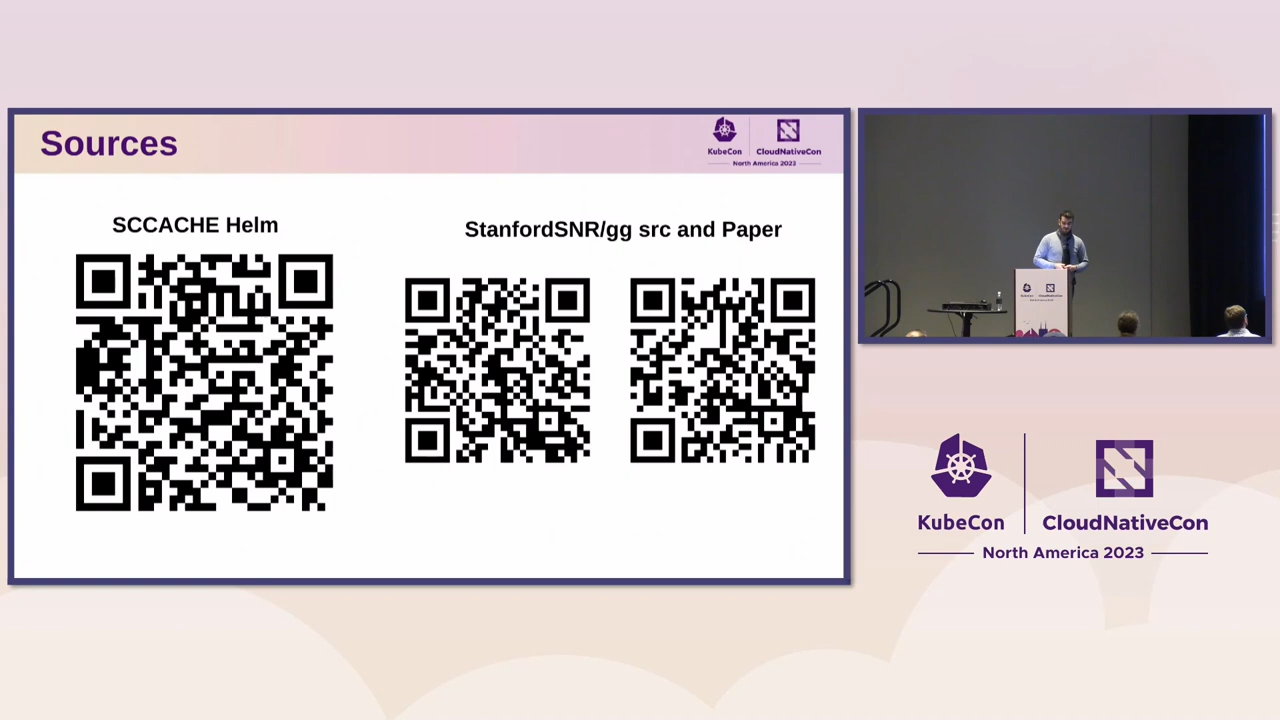 Sources
KubeCon
CloudNativeCon
North America 2023
SCCACHE Helm
StanfordSNR/gg src and Paper
KubeCon
CloudNativeCon
North America 2023